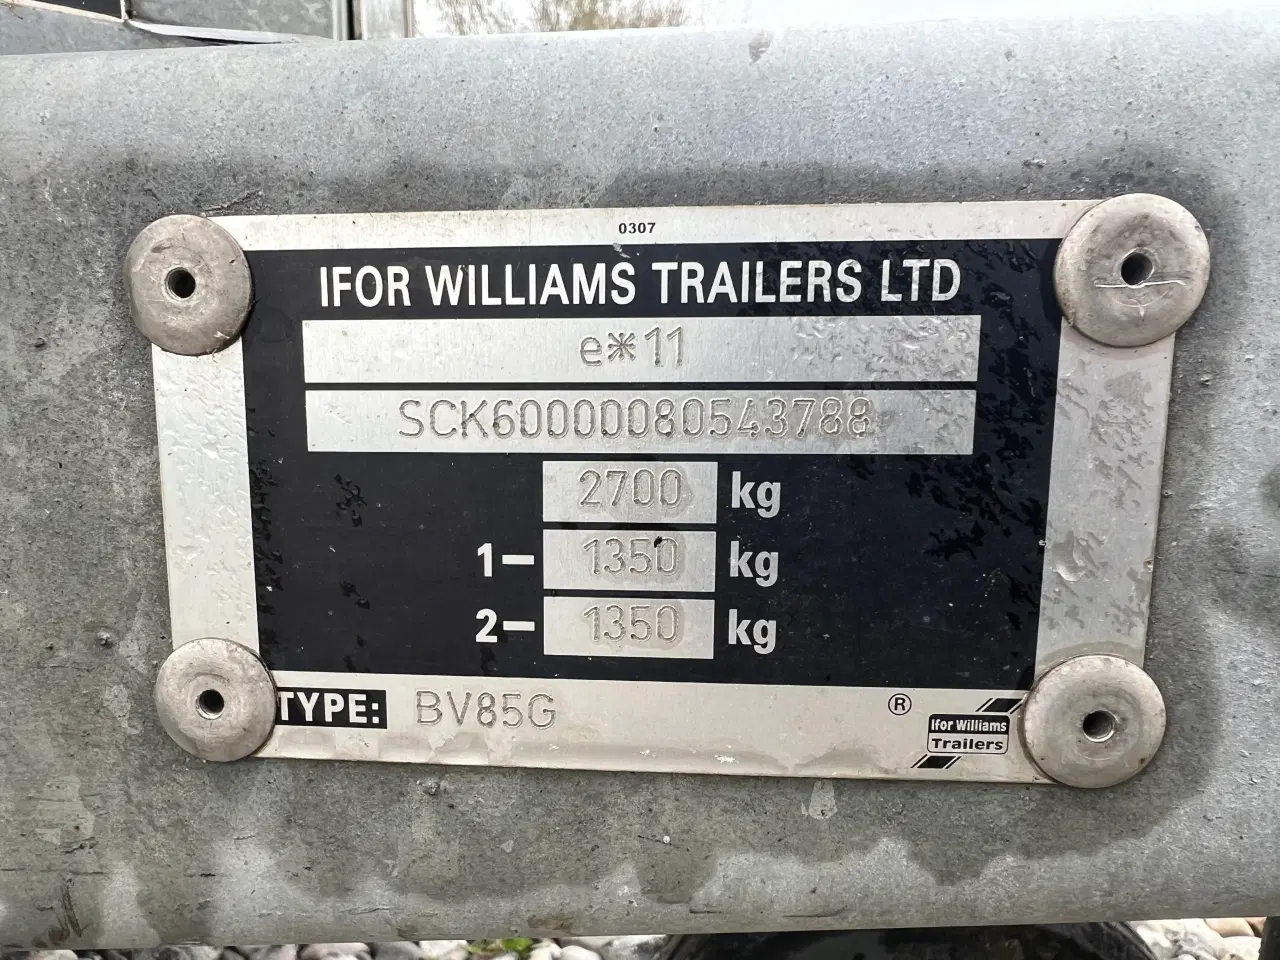 0307
IFOR WILLIAMS TRAILERS LTD
e*11
SCK60000080543788
2700 kg
1– 1350 kg
2– 1350 kg
TYPE: BV85G
®
Ifor Williams
Trailers